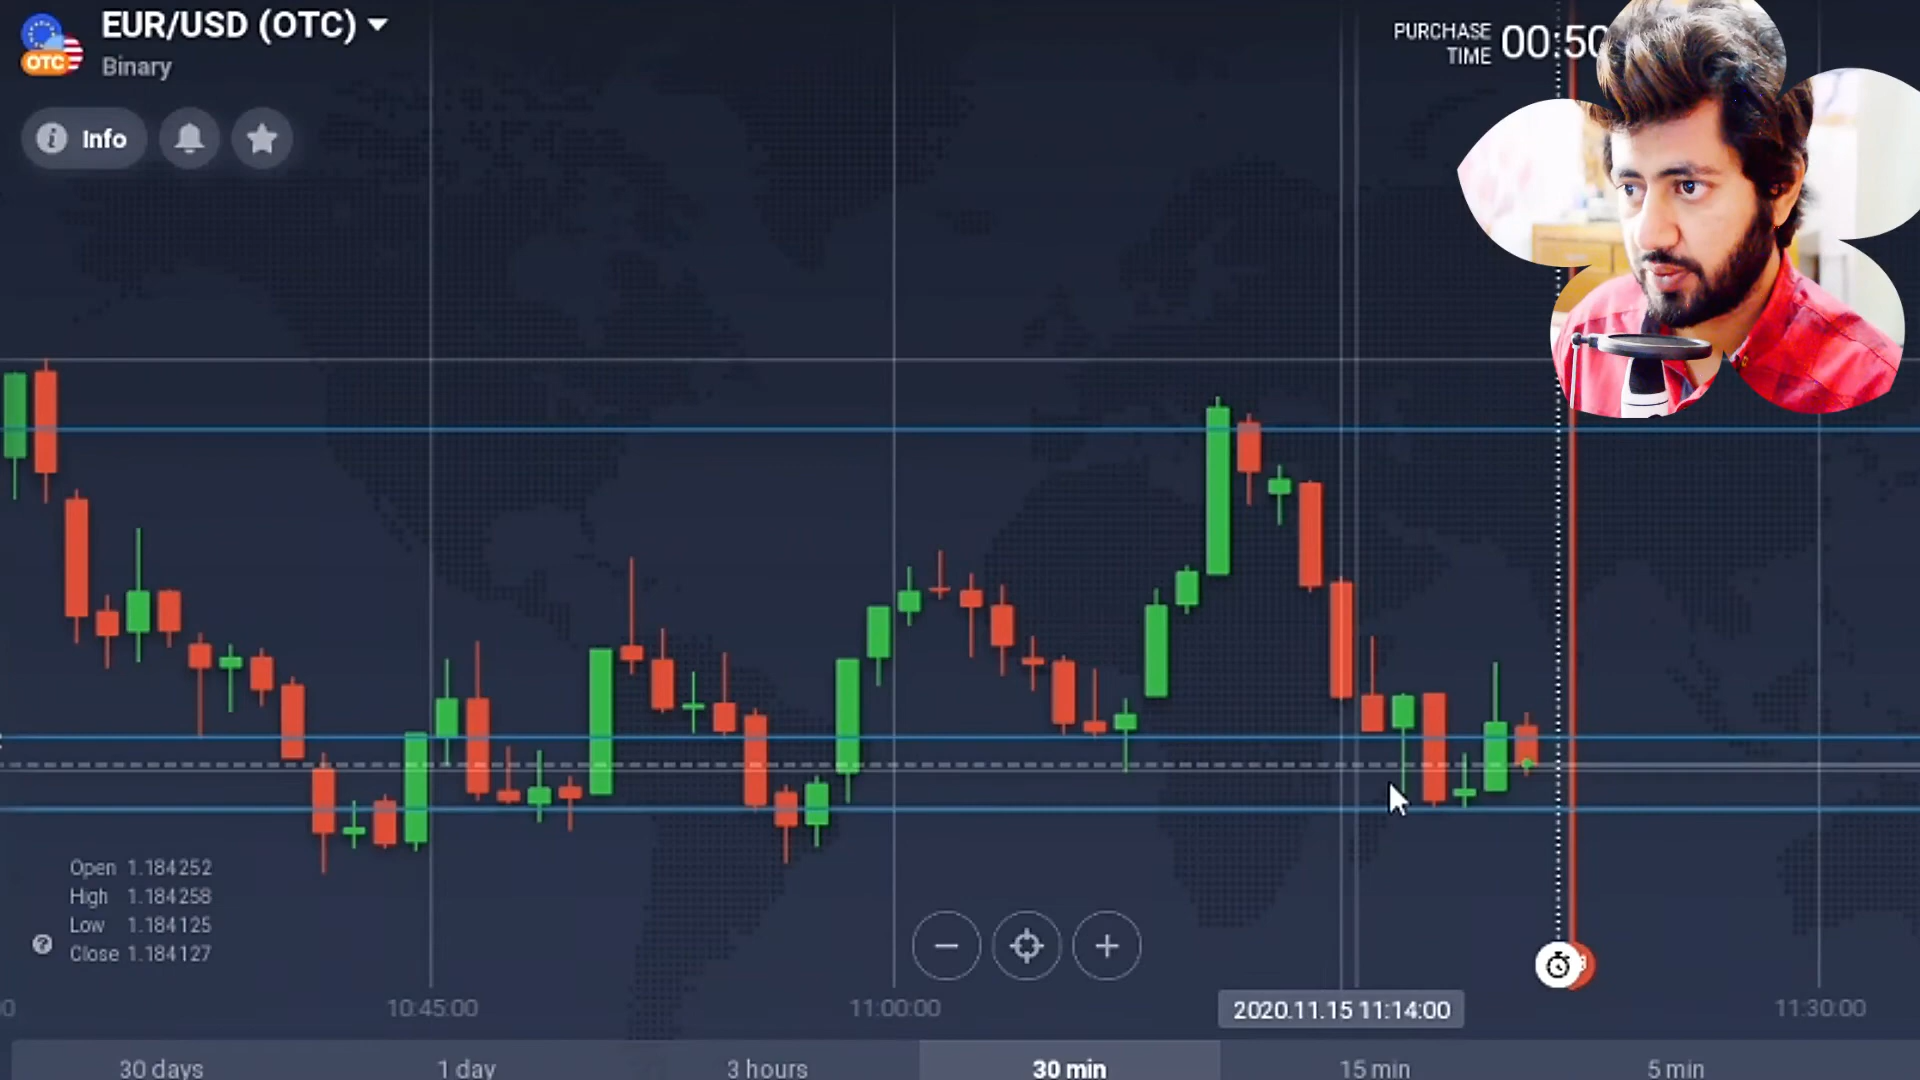 EUR/USD (OTC)
Binary
OTC
PURCHASE
TIME
00:50
Info
Open 1.184252
High 1.184258
Low 1.184125
Close 1.184127
10:45:00
11:00:00
2020.11.15 11:14:00
11:30:00
30 days
1 day
3 hours
30 min
15 min
5 min